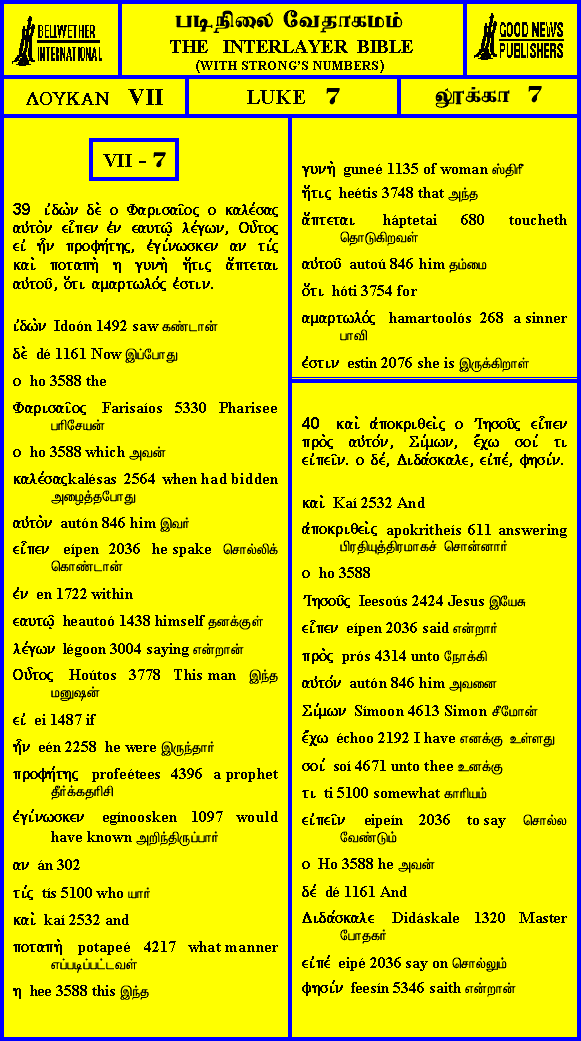 BELLWETHER
INTERNATIONAL
படிநிலை வேதாகமம்
THE INTERLAYER BIBLE
(WITH STRONG'S NUMBERS)
GOOD NEWS
PUBLISHERS
ΛΟΥΚΑΝ VII
LUKE 7
லூக்கா 7
VII - 7
39 ἰδὼν δὲ ο Φαρισαῖος ο καλέσας
αὐτὸν εἶπεν ἐν εαυτῷ λέγων, Οὗτος
εἰ ἦν προφήτης, ἐγίνωσκεν αν τίς
καὶ ποταπὴ η γυνὴ ἥτις ἅπτεται
αὐτοῦ, ὅτι αμαρτωλός ἐστιν.
ἰδὼν Idoón 1492 saw கண்டான்
δὲ dé 1161 Now இப்போது
ο ho 3588 the
Φαρισαῖος Farisaíos 5330 Pharisee
பரிசேயன்
ο ho 3588 which அவன்
καλέσας kalésas 2564 when had bidden
அழைத்தபோது
αὐτὸν autón 846 him இவர்
εἶπεν eípen 2036 he spake சொல்லிக்
கொண்டான்
ἐν en 1722 within
εαυτῷ heautoó 1438 himself தனக்குள்
λέγων légoon 3004 saying என்றான்
Οὗτος Hoútos 3778 This man இந்த
மனுஷன்
εἰ ei 1487 if
ἦν eén 2258 he were இருந்தார்
προφήτης profeétees 4396 a prophet
தீர்க்கதரிசி
ἐγίνωσκεν egínoosken 1097 would
have known அறிந்திருப்பார்
αν án 302
τίς tís 5100 who யார்
καὶ kaí 2532 and
ποταπὴ potapeé 4217 what manner
எப்படிப்பட்டவள்
η hee 3588 this இந்த
γυνὴ guneé 1135 of woman ஸ்திரீ
ἥτις heétis 3748 that அந்த
ἅπτεται háptetai 680 toucheth
தொடுகிறவள்
αὐτοῦ autoú 846 him தம்மை
ὅτι hóti 3754 for
αμαρτωλός hamartoolós 268 a sinner
பாவி
ἐστιν estin 2076 she is இருக்கிறாள்
40 καὶ ἀποκριθεὶς ο Ἰησοῦς εἶπεν
πρὸς αὐτόν, Σίμων, ἔχω σοί τι
εἰπεῖν. ο δέ, Διδάσκαλε, εἰπέ, φησίν.
καὶ Kaí 2532 And
ἀποκριθεὶς apokritheís 611 answering
பிரதியுத்திரமாகச் சொன்னார்
ο ho 3588
Ἰησοῦς Ieesoús 2424 Jesus இயேசு
εἶπεν eípen 2036 said என்றார்
πρὸς prós 4314 unto நோக்கி
αὐτόν autón 846 him அவனை
Σίμων Símoon 4613 Simon சீமோன்
ἔχω échoo 2192 I have எனக்கு உள்ளது
σοί soí 4671 unto thee உனக்கு
τι ti 5100 somewhat காரியம்
εἰπεῖν eipeín 2036 to say சொல்ல
வேண்டும்
ο Ho 3588 he அவன்
δέ dé 1161 And
Διδάσκαλε Didáskale 1320 Master
போதகர்
εἰπέ eipé 2036 say on சொல்லும்
φησίν feesín 5346 saith என்றான்